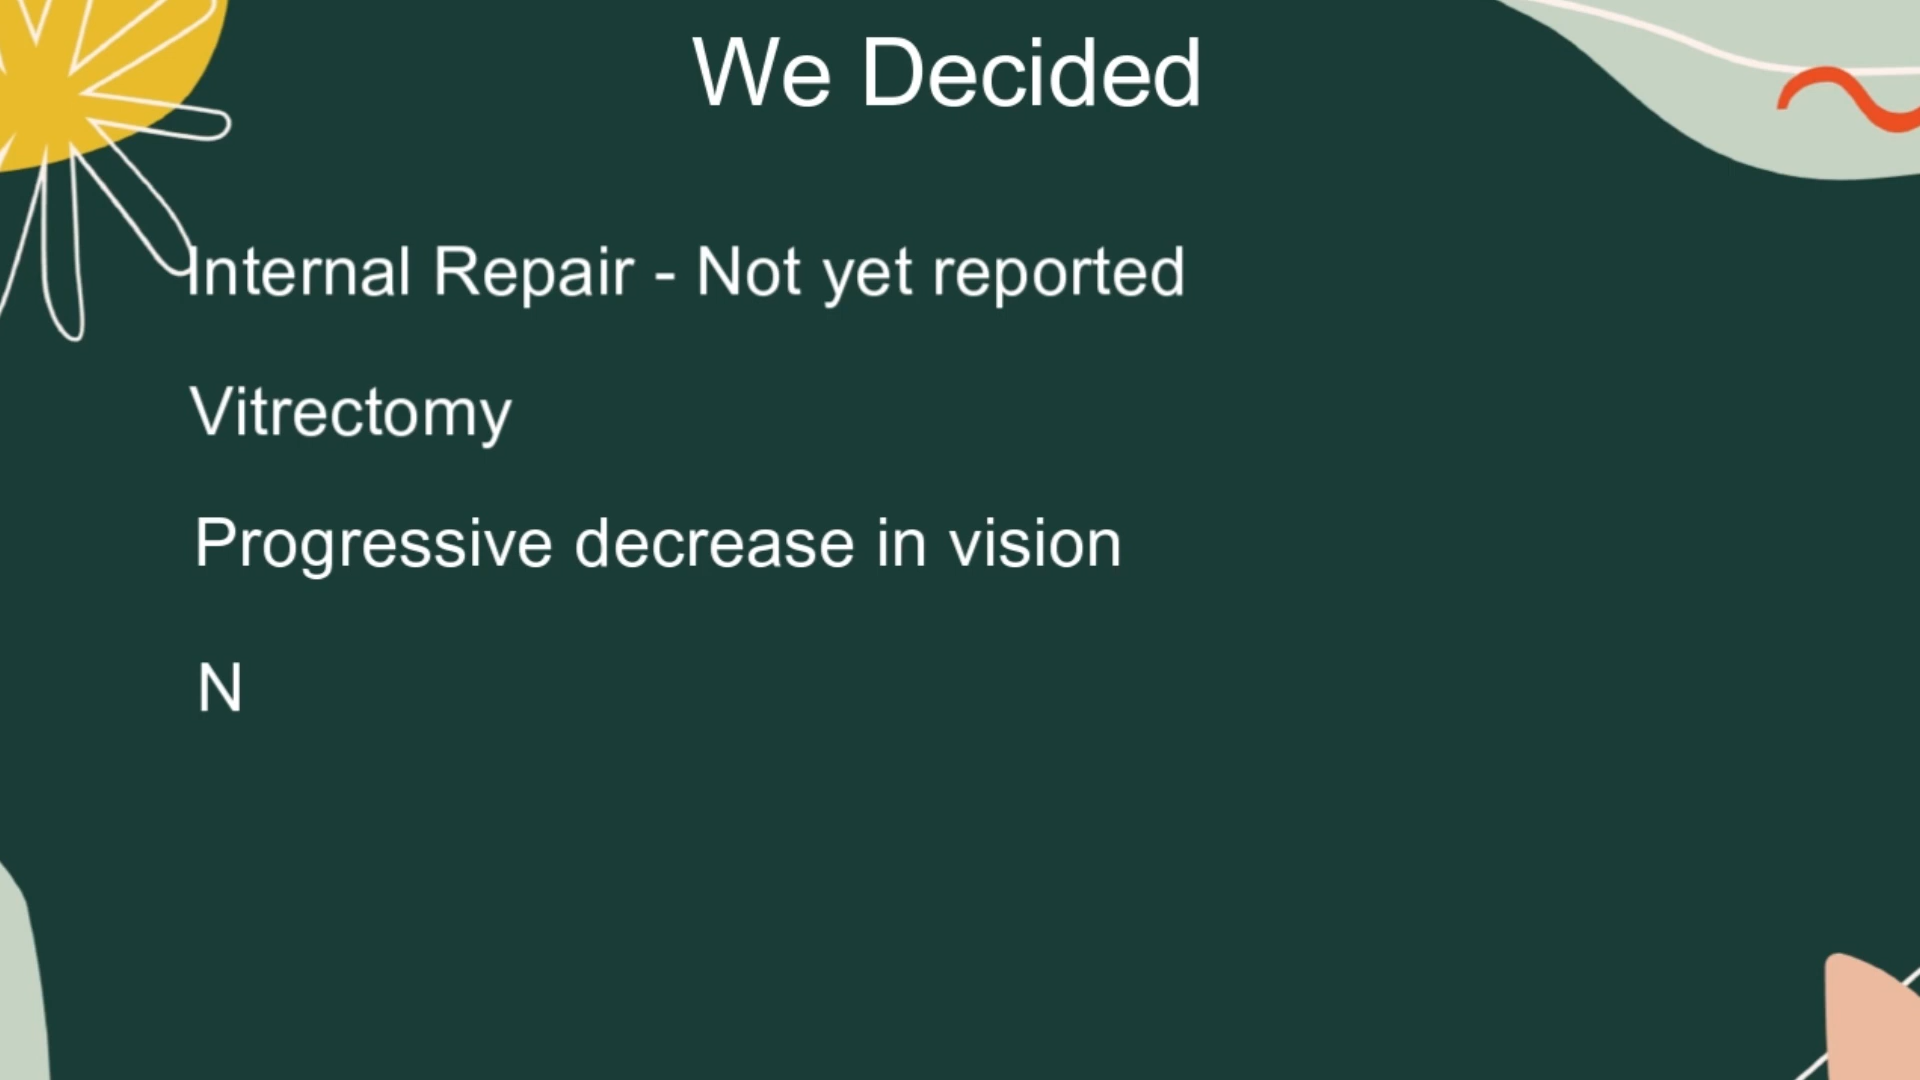 We Decided
Internal Repair - Not yet reported
Vitrectomy
Progressive decrease in vision
N